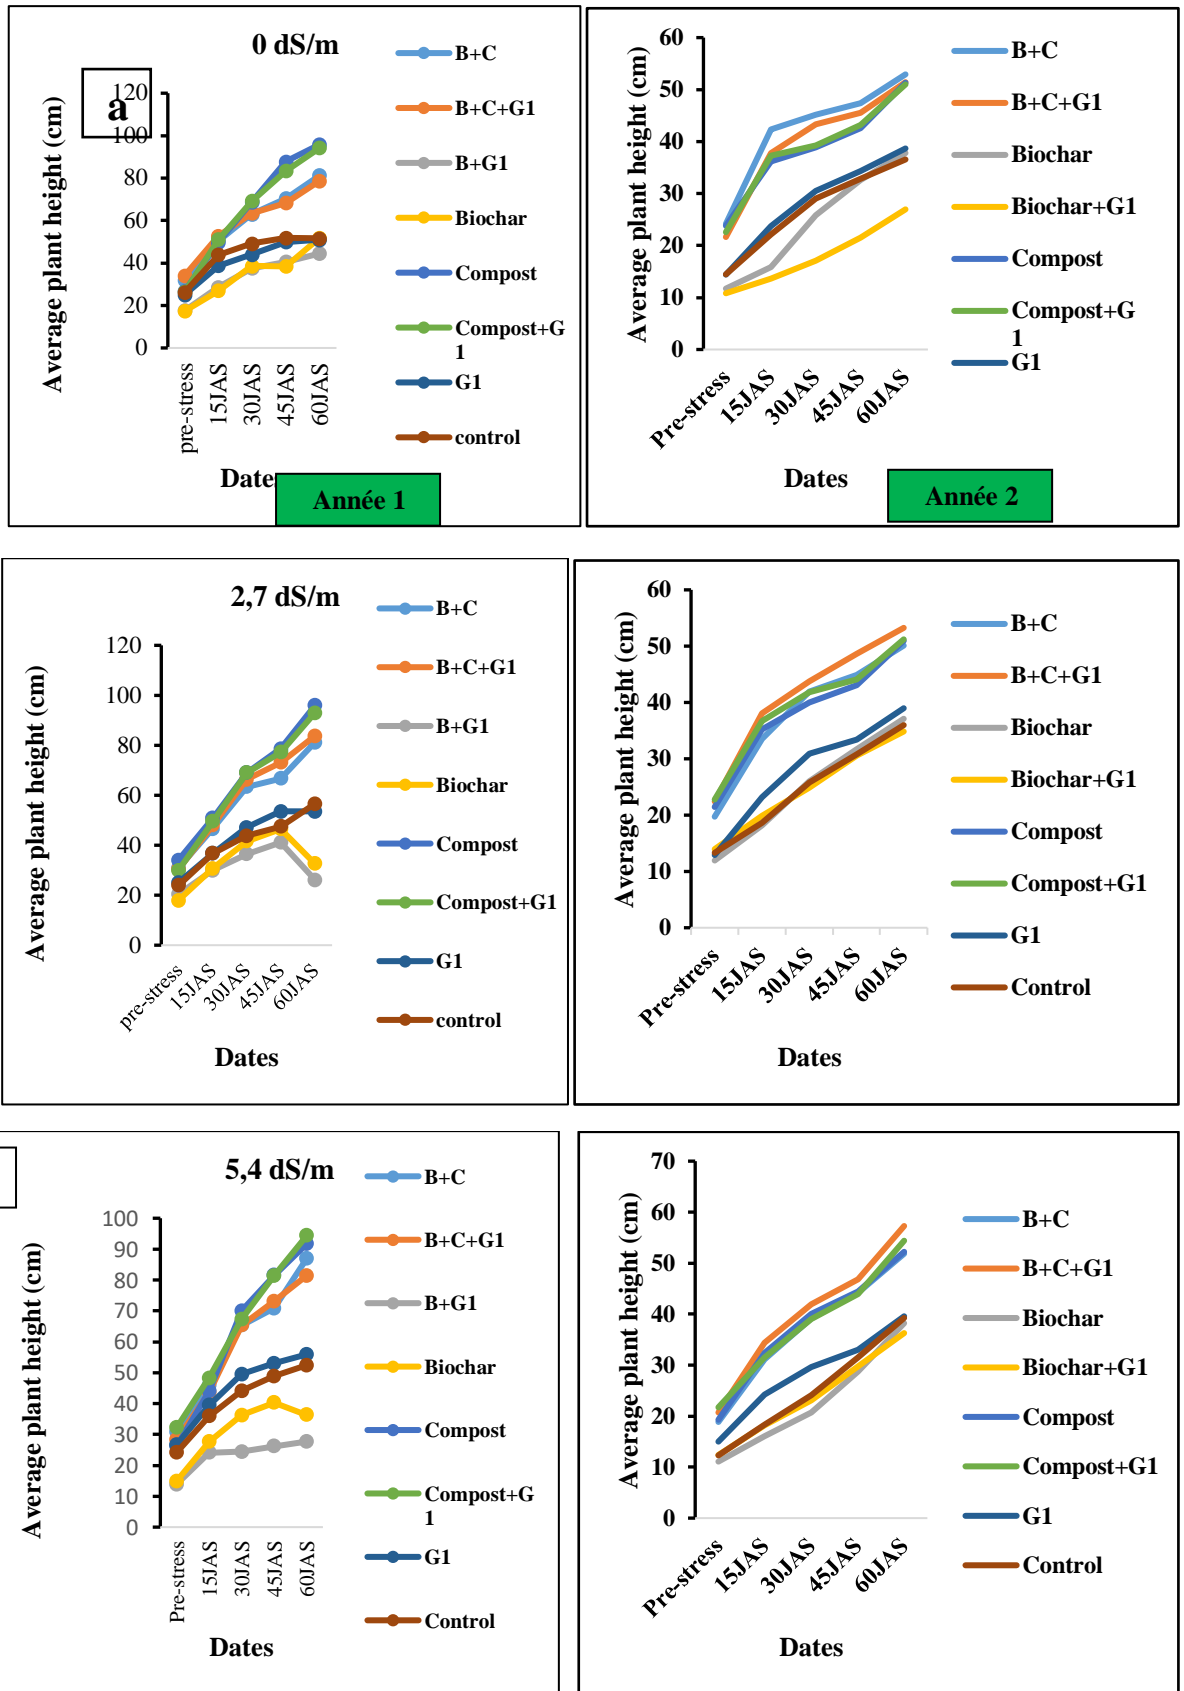 0 dS/m
a
Average plant height (cm)
120
100
80
60
40
20
0
pre-stress
15JAS
30JAS
45JAS
60JAS
Dates
B+C
B+C+G1
B+G1
Biochar
Compost
Compost+G
1
G1
control
Année 1
Average plant height (cm)
60
50
40
30
20
10
0
Pre-stress
15JAS
30JAS
45JAS
60JAS
Dates
B+C
B+C+G1
Biochar
Biochar+G1
Compost
Compost+G
1
G1
Année 2
2,7 dS/m
Average plant height (cm)
120
100
80
60
40
20
0
pre-stress
15JAS
30JAS
45JAS
60JAS
Dates
B+C
B+C+G1
B+G1
Biochar
Compost
Compost+G1
G1
control
Average plant height (cm)
60
50
40
30
20
10
0
Pre-stress
15JAS
30JAS
45JAS
60JAS
Dates
B+C
B+C+G1
Biochar
Biochar+G1
Compost
Compost+G1
G1
Control
5,4 dS/m
Average plant height (cm)
100
90
80
70
60
50
40
30
20
10
0
Pre-stress
15JAS
30JAS
45JAS
60JAS
Dates
B+C
B+C+G1
B+G1
Biochar
Compost
Compost+G
1
G1
Control
Average plant height (cm)
70
60
50
40
30
20
10
0
Pre-stress
15JAS
30JAS
45JAS
60JAS
Dates
B+C
B+C+G1
Biochar
Biochar+G1
Compost
Compost+G1
G1
Control